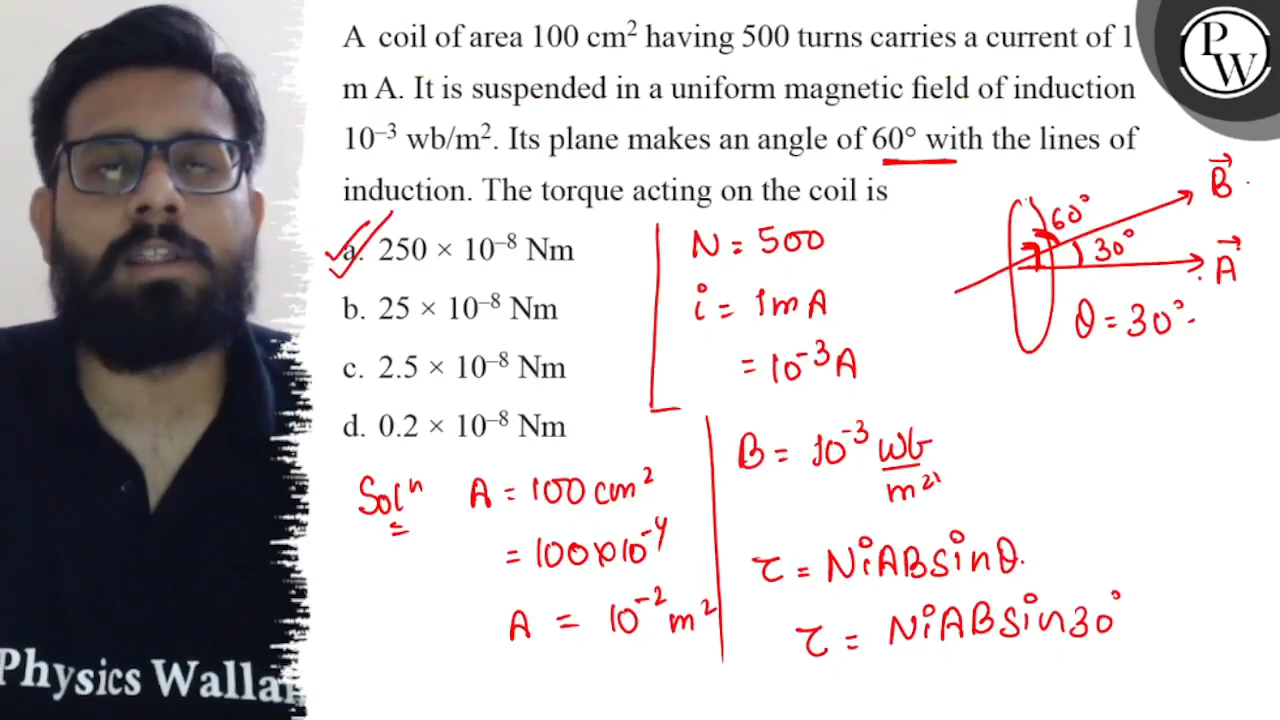 A coil of area 100 cm² having 500 turns carries a current of 1
m A. It is suspended in a uniform magnetic field of induction
10⁻³ wb/m². Its plane makes an angle of 60° with the lines of
induction. The torque acting on the coil is
a. 250 × 10⁻⁸ Nm
b. 25 × 10⁻⁸ Nm
c. 2.5 × 10⁻⁸ Nm
d. 0.2 × 10⁻⁸ Nm
PW
N = 500
i = 1mA
= 10⁻³A
60°
B⃗
30°
A⃗
θ = 30°
Solⁿ
A = 100 cm²
= 100×10⁻⁴
A = 10⁻² m²
B = 10⁻³ Wb/m²
τ = NiABsinθ.
τ = NiABsin30°
Physics Wallah